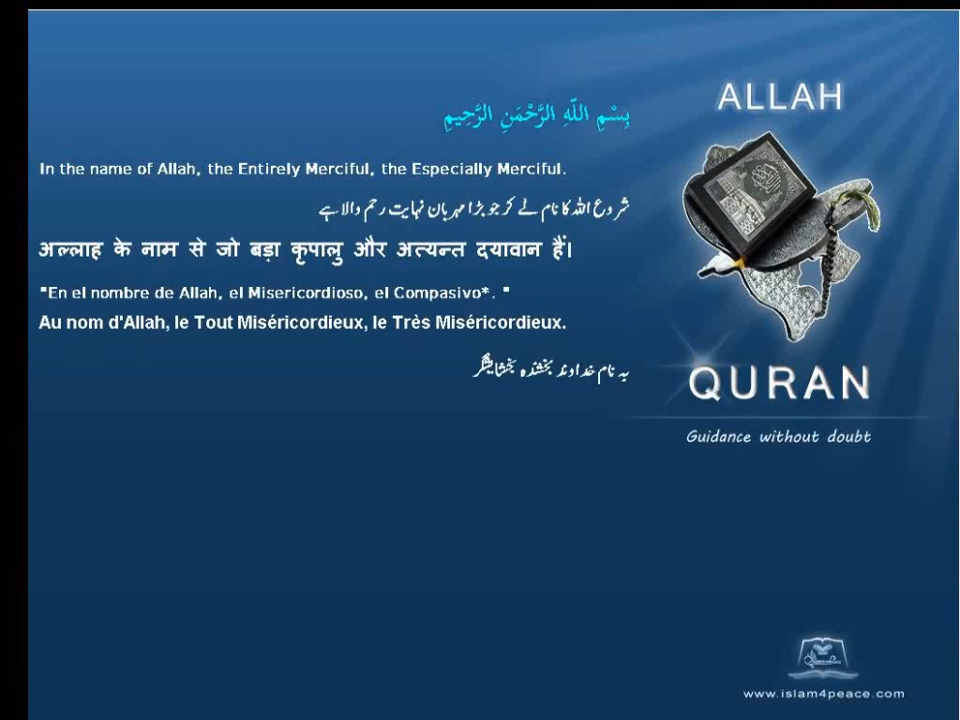 بِسْمِ اللّهِ الرَّحْمَنِ الرَّحِيمِ
In the name of Allah, the Entirely Merciful, the Especially Merciful.
شروع اللہ کا نام لے کر جو بڑا مہربان نہایت رحم والا ہے
अल्लाह के नाम से जो बड़ा कृपालु और अत्यन्त दयावान हैं।
"En el nombre de Allah, el Misericordioso, el Compasivo*. "
Au nom d'Allah, le Tout Miséricordieux, le Très Miséricordieux.
به نام خداوند بخشنده بخشایشگر
ALLAH
QURAN
Guidance without doubt
www.islam4peace.com